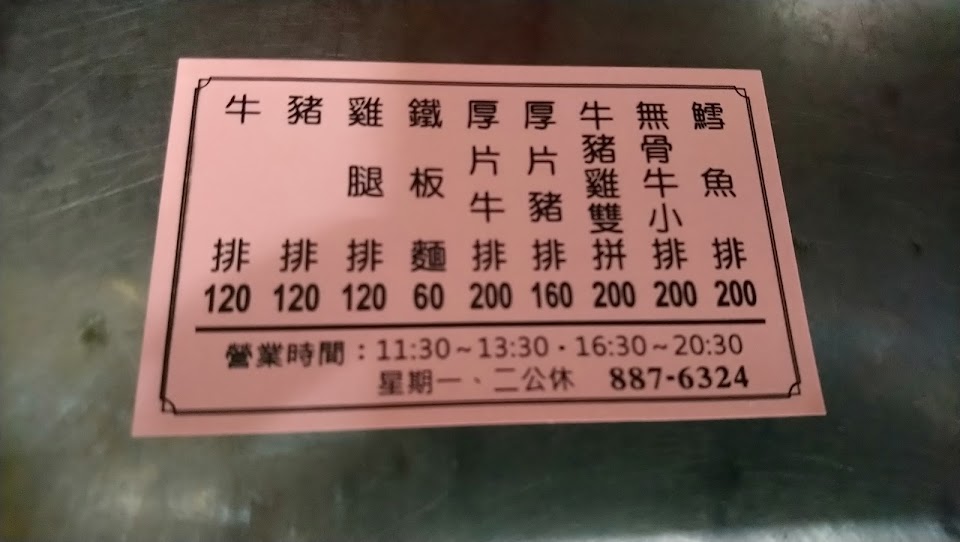 牛排 120
豬排 120
雞腿排 120
鐵板麵 60
厚片牛排 200
厚片豬排 160
牛豬雞雙拼 200
無骨牛小排 200
鱈魚排 200
營業時間：11:30～13:30・16:30～20:30
星期一、二公休 887-6324